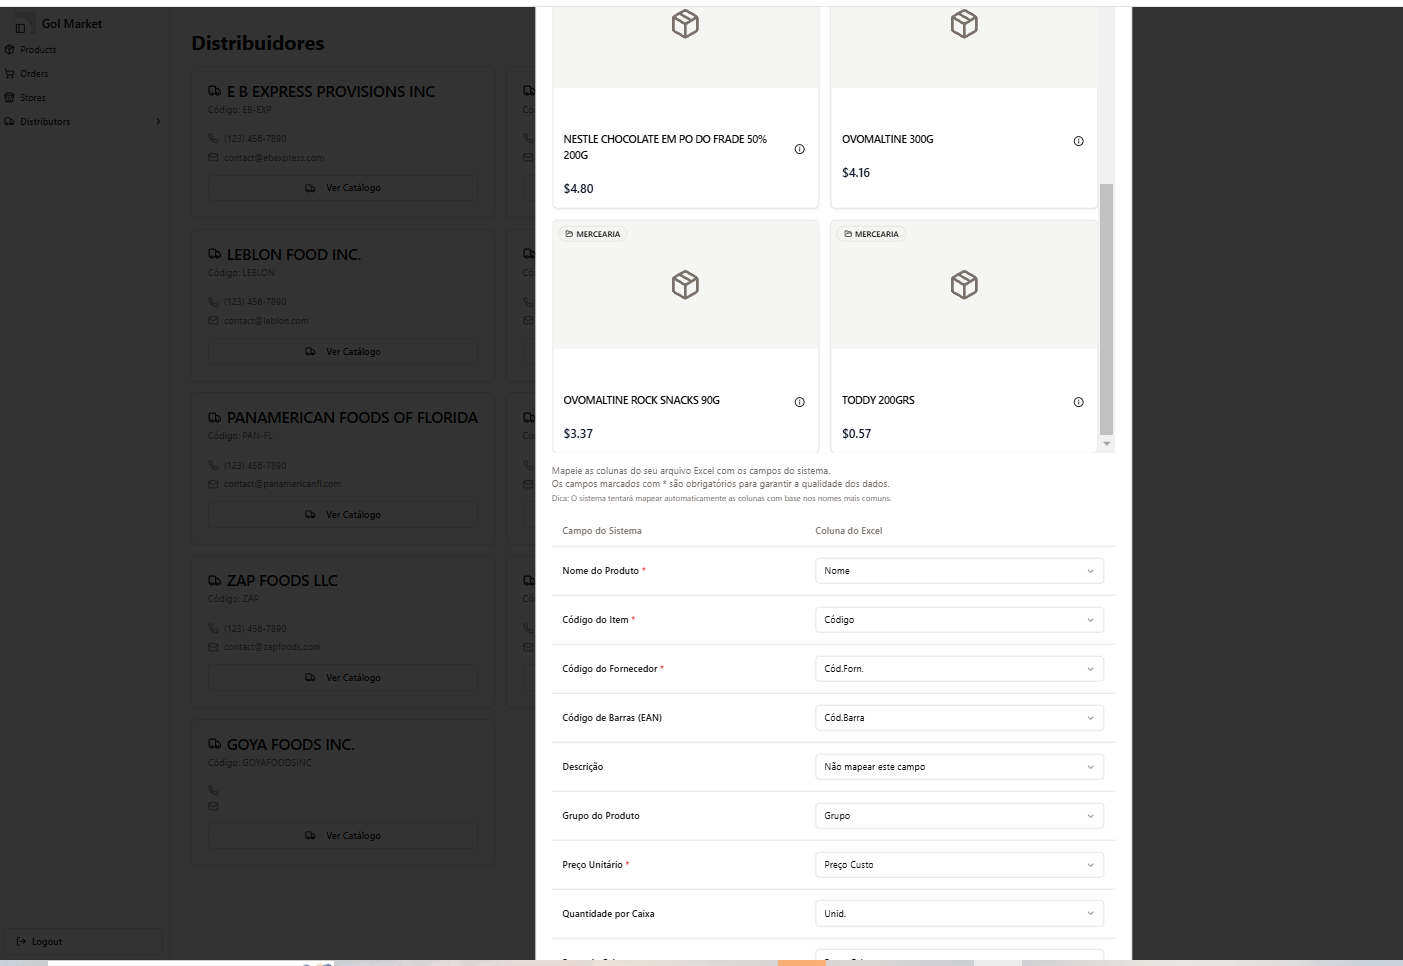 Gol Market
Products
Orders
Stores
Distributors
Logout
Distribuidores
E B EXPRESS PROVISIONS INC
Código: EB-EXP
(123) 456-7890
contact@ebexpress.com
Ver Catálogo
LEBLON FOOD INC.
Código: LEBLON
(123) 456-7890
contact@leblon.com
Ver Catálogo
PANAMERICAN FOODS OF FLORIDA
Código: PAN-FL
(123) 456-7890
contact@panamericanfl.com
Ver Catálogo
ZAP FOODS LLC
Código: ZAP
(123) 456-7890
contact@zapfoods.com
Ver Catálogo
GOYA FOODS INC.
Código: GOYAFOODSINC
Ver Catálogo
NESTLE CHOCOLATE EM PO DO FRADE 50%
200G
$4.80
OVOMALTINE 300G
$4.16
MERCEARIA
OVOMALTINE ROCK SNACKS 90G
$3.37
MERCEARIA
TODDY 200GRS
$0.57
Mapeie as colunas do seu arquivo Excel com os campos do sistema.
Os campos marcados com * são obrigatórios para garantir a qualidade dos dados.
Dica: O sistema tentará mapear automaticamente as colunas com base nos nomes mais comuns.
Campo do Sistema Coluna do Excel
Nome do Produto * Nome
Código do Item * Código
Código do Fornecedor * Cód.Forn.
Código de Barras (EAN) Cód.Barra
Descrição Não mapear este campo
Grupo do Produto Grupo
Preço Unitário * Preço Custo
Quantidade por Caixa Unid.